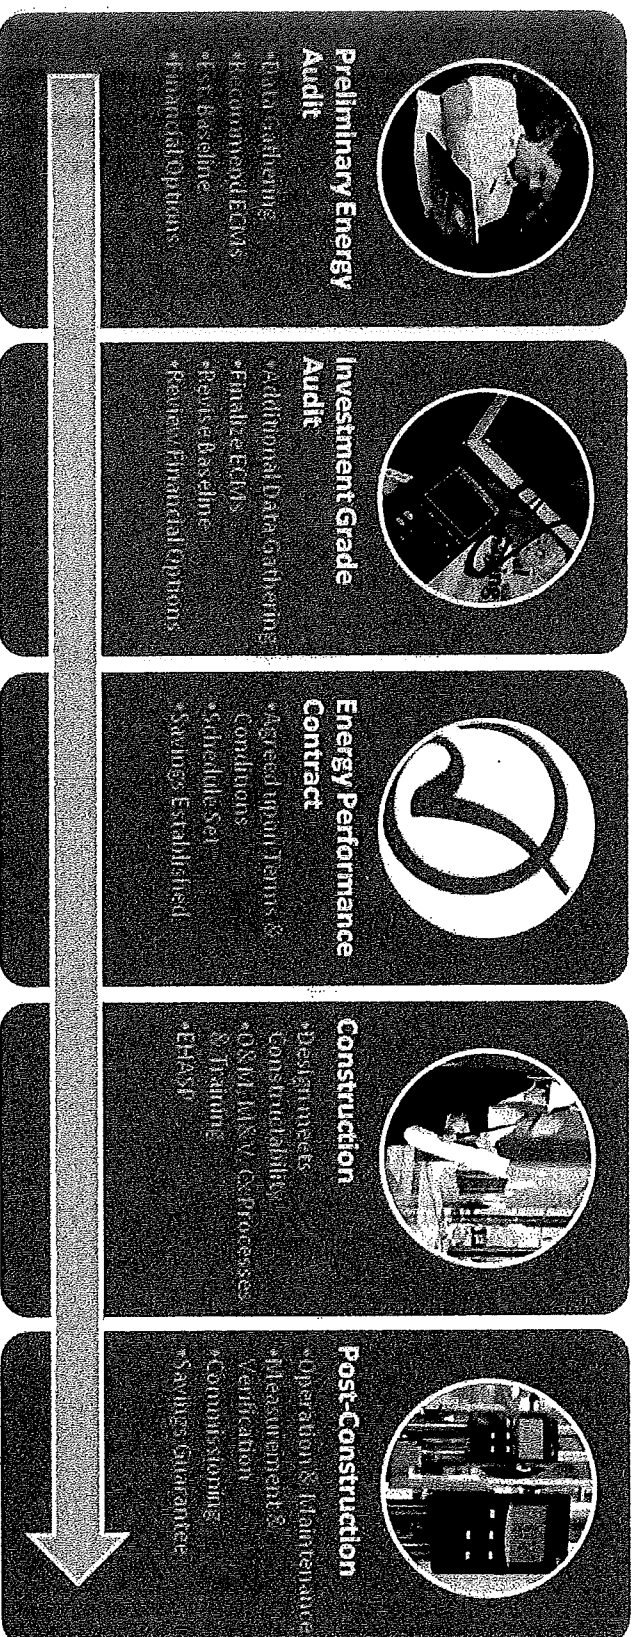 Preliminary Energy
Audit
•Data Gathering
•Recommend ECMs
•Est. Baseline
•Financial Options
Investment Grade
Audit
•Additional Data Gathering
•Finalize ECMs
•Revise Baseline
•Review Financial Options
Energy Performance
Contract
•Agreed upon Terms &
Conditions
•Schedule Set
•Savings Established
Construction
•Design meets
Constructability
•O&M, M&V, Cx Processes
& Training
•EHASP
Post-Construction
•Operation & Maintenance
•Measurement &
Verification
•Commissioning
•Savings Guarantee